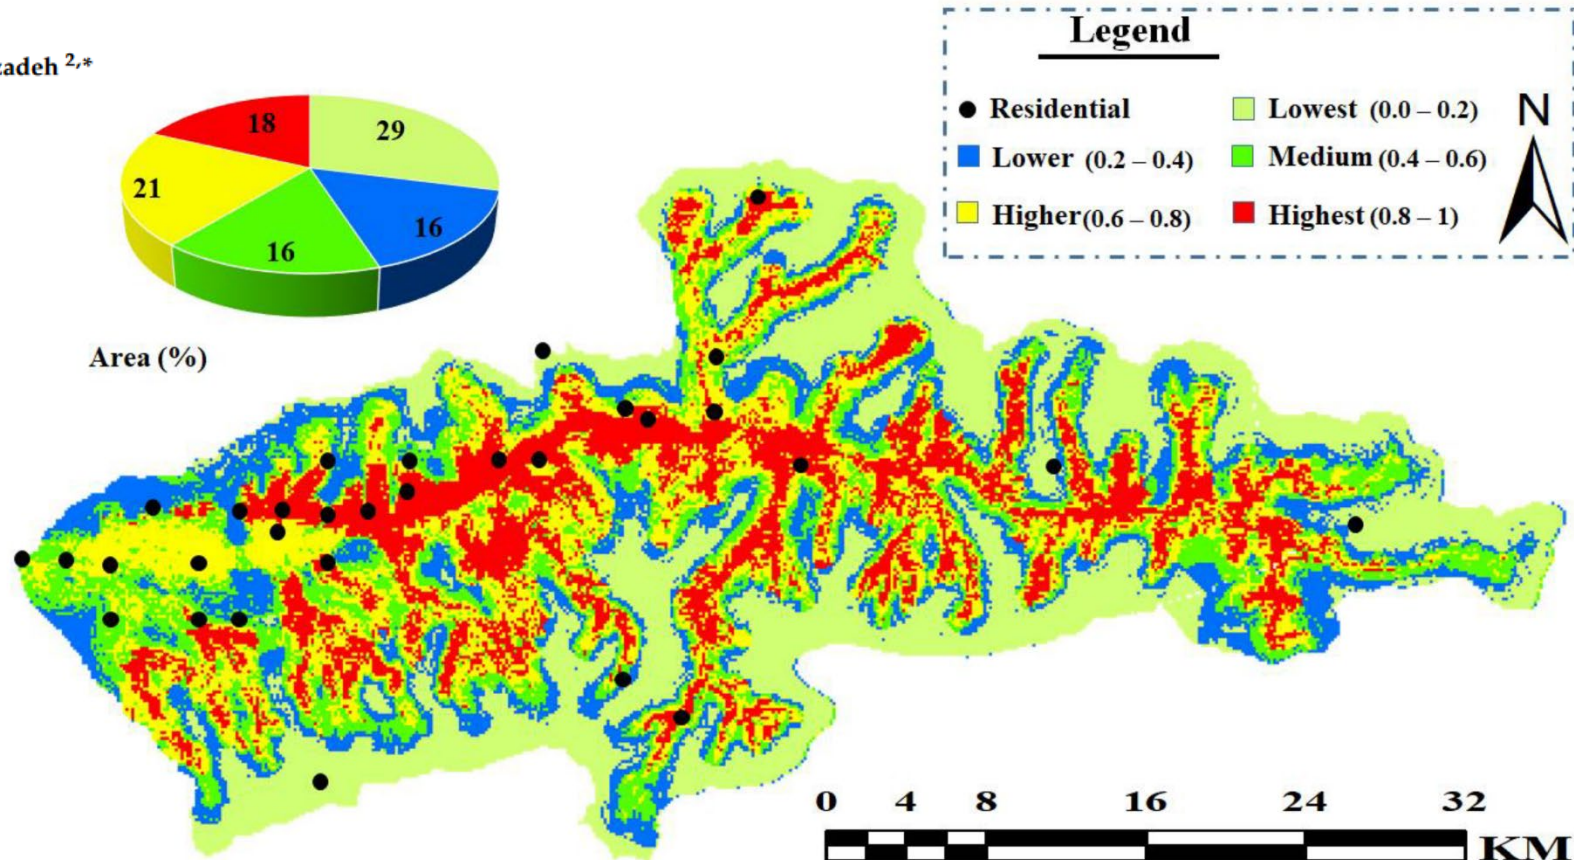 zadeh 2,*
Legend
Residential
Lowest (0.0 – 0.2)
Lower (0.2 – 0.4)
Medium (0.4 – 0.6)
Higher (0.6 – 0.8)
Highest (0.8 – 1)
N
18
29
21
16
16
Area (%)
0 4 8 16 24 32
KM